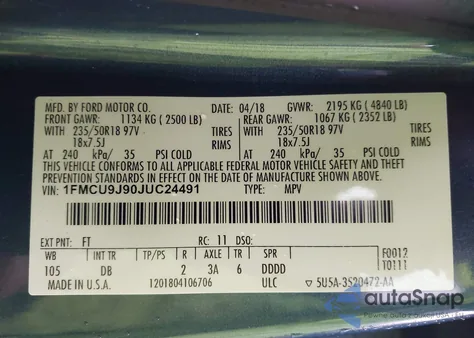 MFD. BY FORD MOTOR CO. DATE: 04/18 GVWR: 2195 KG ( 4840 LB)
FRONT GAWR: 1134 KG ( 2500 LB) REAR GAWR: 1067 KG ( 2352 LB)
WITH 235/50R18 97V TIRES WITH 235/50R18 97V TIRES
18x7.5J RIMS 18x7.5J RIMS
AT 240 kPa/ 35 PSI COLD AT 240 kPa/ 35 PSI COLD
THIS VEHICLE CONFORMS TO ALL APPLICABLE FEDERAL MOTOR VEHICLE SAFETY AND BUMPER
STANDARDS IN EFFECT ON THE DATE OF MANUFACTURE SHOWN ABOVE.
VIN: 1FMCU9J90JUC24491 TYPE: MPV
EXT PNT: FT RC: 11 DSO:
WB INT TR TP/PS R AXLE TR SPR F0012
105 DB 2 3A 6 DDDD T0111
MADE IN U.S.A. 1201804106706 ULC 5U5A-3S20472-AA
autoSnap